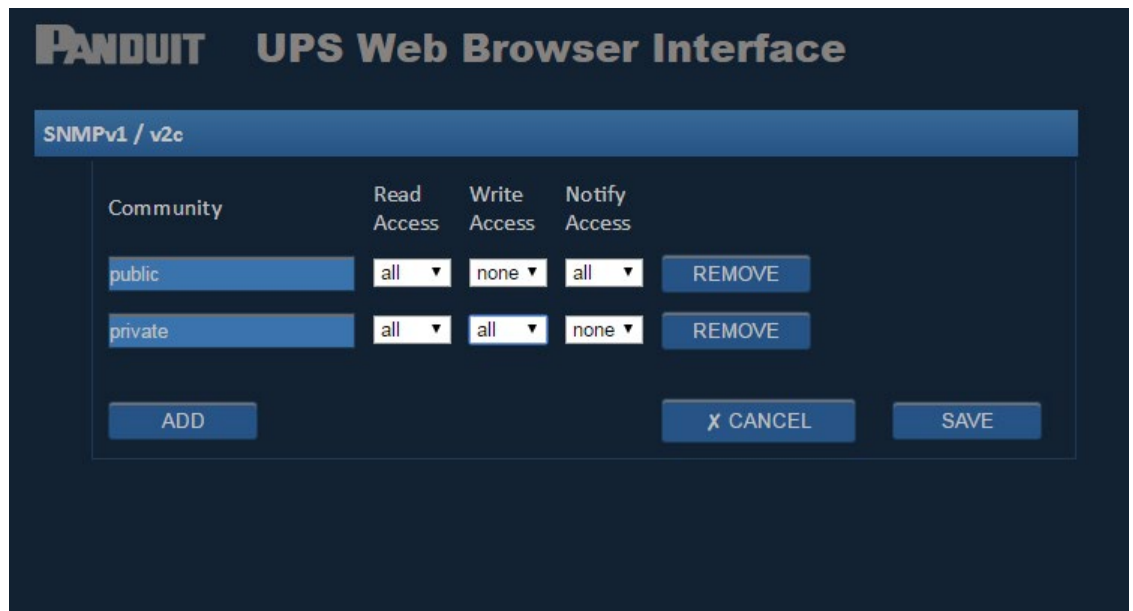 PANDUIT UPS Web Browser Interface
SNMPv1 / v2c
Community Read Access Write Access Notify Access
public all none all REMOVE
private all all none REMOVE
ADD X CANCEL SAVE